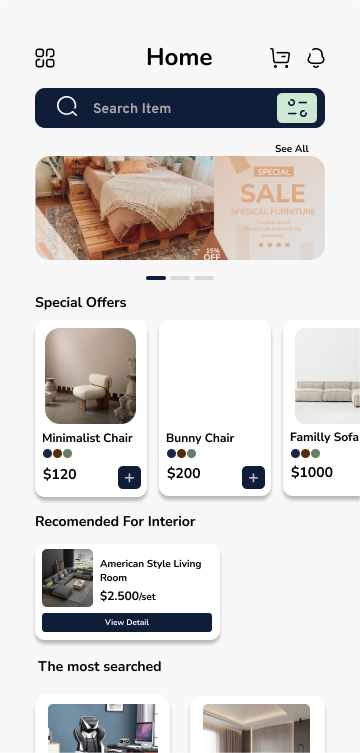 Home
Search Item
See All
SPECIAL
SALE
SPESICAL FURNITURE
15%
OFF
Special Offers
Minimalist Chair
Bunny Chair
Familly Sofa
$120
$200
$1000
Recomended For Interior
American Style Living
Room
$2.500/set
View Detail
The most searched